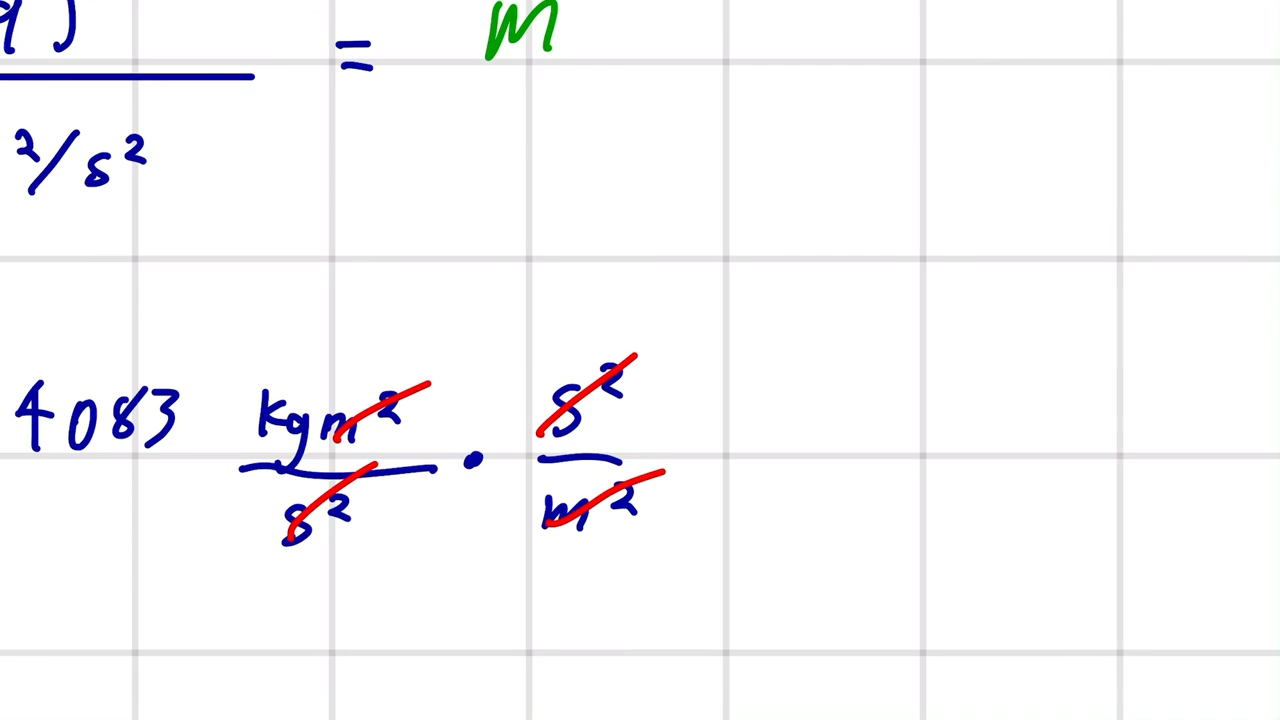 = m
²/s²
4083 kgm²/s² · s²/m²